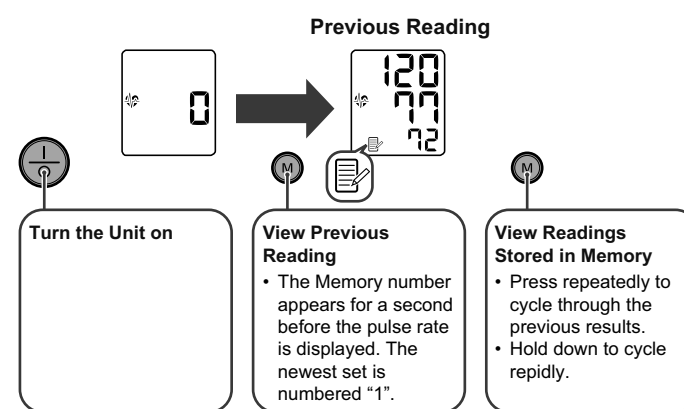 Previous Reading
0
120
77
72
M
M
Turn the Unit on
View Previous
Reading
• The Memory number
appears for a second
before the pulse rate
is displayed. The
newest set is
numbered “1”.
View Readings
Stored in Memory
• Press repeatedly to
cycle through the
previous results.
• Hold down to cycle
repidly.